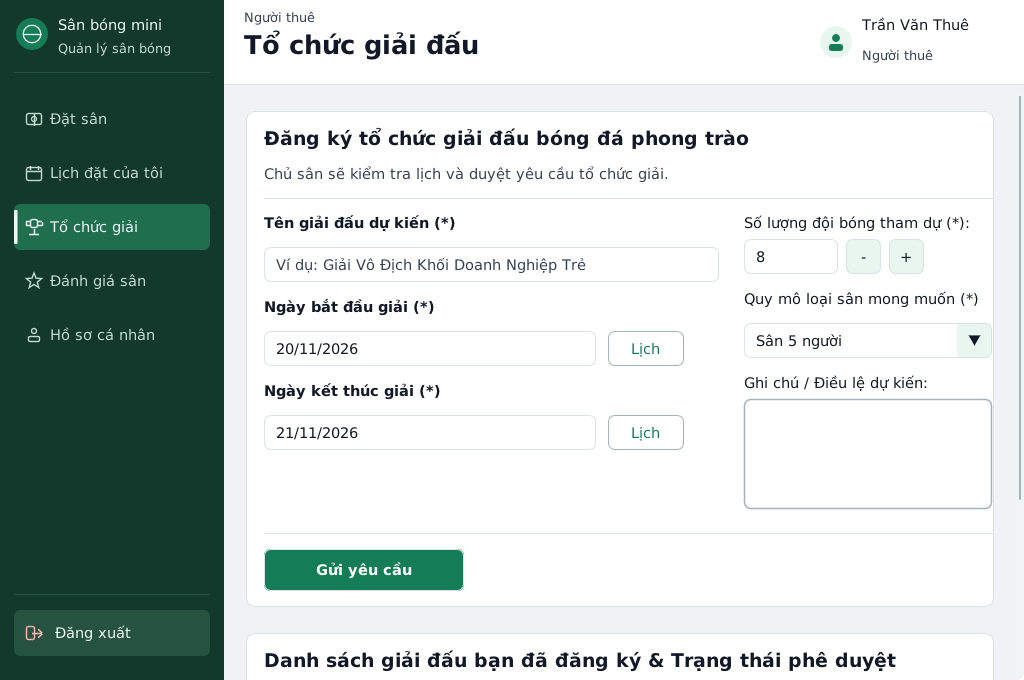 Sân bóng mini
Quản lý sân bóng
Đặt sân
Lịch đặt của tôi
Tổ chức giải
Đánh giá sân
Hồ sơ cá nhân
Đăng xuất
Người thuê
Tổ chức giải đấu
Trần Văn Thuê
Người thuê
Đăng ký tổ chức giải đấu bóng đá phong trào
Chủ sân sẽ kiểm tra lịch và duyệt yêu cầu tổ chức giải.
Tên giải đấu dự kiến (*)
Ví dụ: Giải Vô Địch Khối Doanh Nghiệp Trẻ
Ngày bắt đầu giải (*)
20/11/2026 Lịch
Ngày kết thúc giải (*)
21/11/2026 Lịch
Số lượng đội bóng tham dự (*):
8 - +
Quy mô loại sân mong muốn (*)
Sân 5 người ▼
Ghi chú / Điều lệ dự kiến:
Gửi yêu cầu
Danh sách giải đấu bạn đã đăng ký & Trạng thái phê duyệt